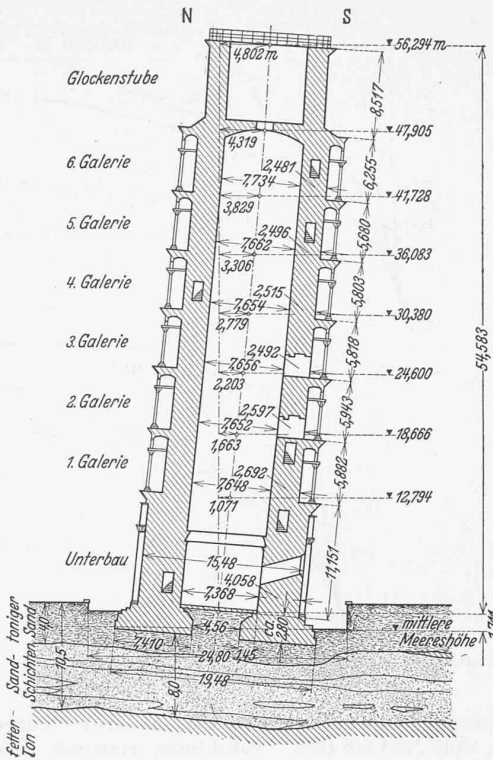 N S
56,294 m
4,802 m
Glockenstube
8,517
47,905
4,319
6. Galerie
2,481
6,255
7,734
41,728
3,829
5. Galerie
2,496
5,680
7,662
36,083
3,306
4. Galerie
2,515
5,803
7,654
30,380
2,779
54,583
3. Galerie
2,492
5,818
7,656
24,600
2,203
2. Galerie
2,597
5,943
7,652
18,666
1,663
1. Galerie
2,692
5,882
7,648
12,794
1,071
11,151
Unterbau
15,48
4,058
7,368
4,56
ca. 2,80
mittlere
Meereshöhe
7,470
24,80
19,48
8,0
4,0
10,5
toniger Sand
Sand-Schichten
Fetter Ton